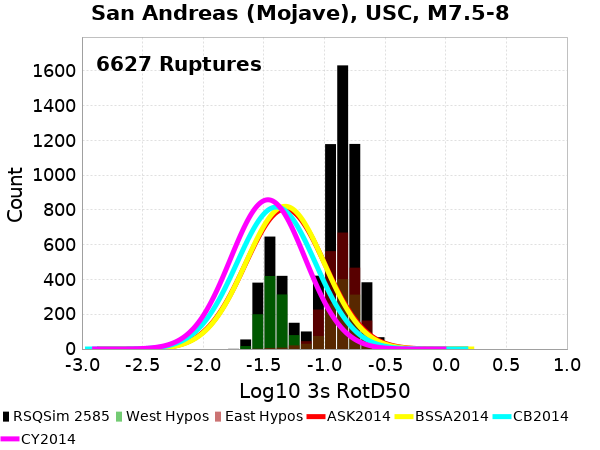 San Andreas (Mojave), USC, M7.5-8
6627 Ruptures
Count
1600
1400
1200
1000
800
600
400
200
0
-3.0 -2.5 -2.0 -1.5 -1.0 -0.5 0.0 0.5 1.0
Log10 3s RotD50
RSQSim 2585 West Hypos East Hypos ASK2014 BSSA2014 CB2014
CY2014